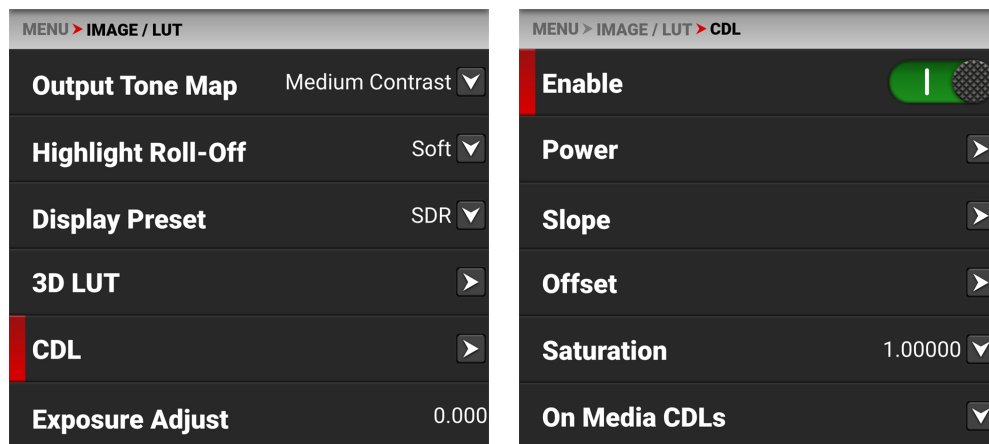 MENU > IMAGE / LUT
Output Tone Map Medium Contrast
Highlight Roll-Off Soft
Display Preset SDR
3D LUT
CDL
Exposure Adjust 0.000
MENU > IMAGE / LUT > CDL
Enable
Power
Slope
Offset
Saturation 1.00000
On Media CDLs